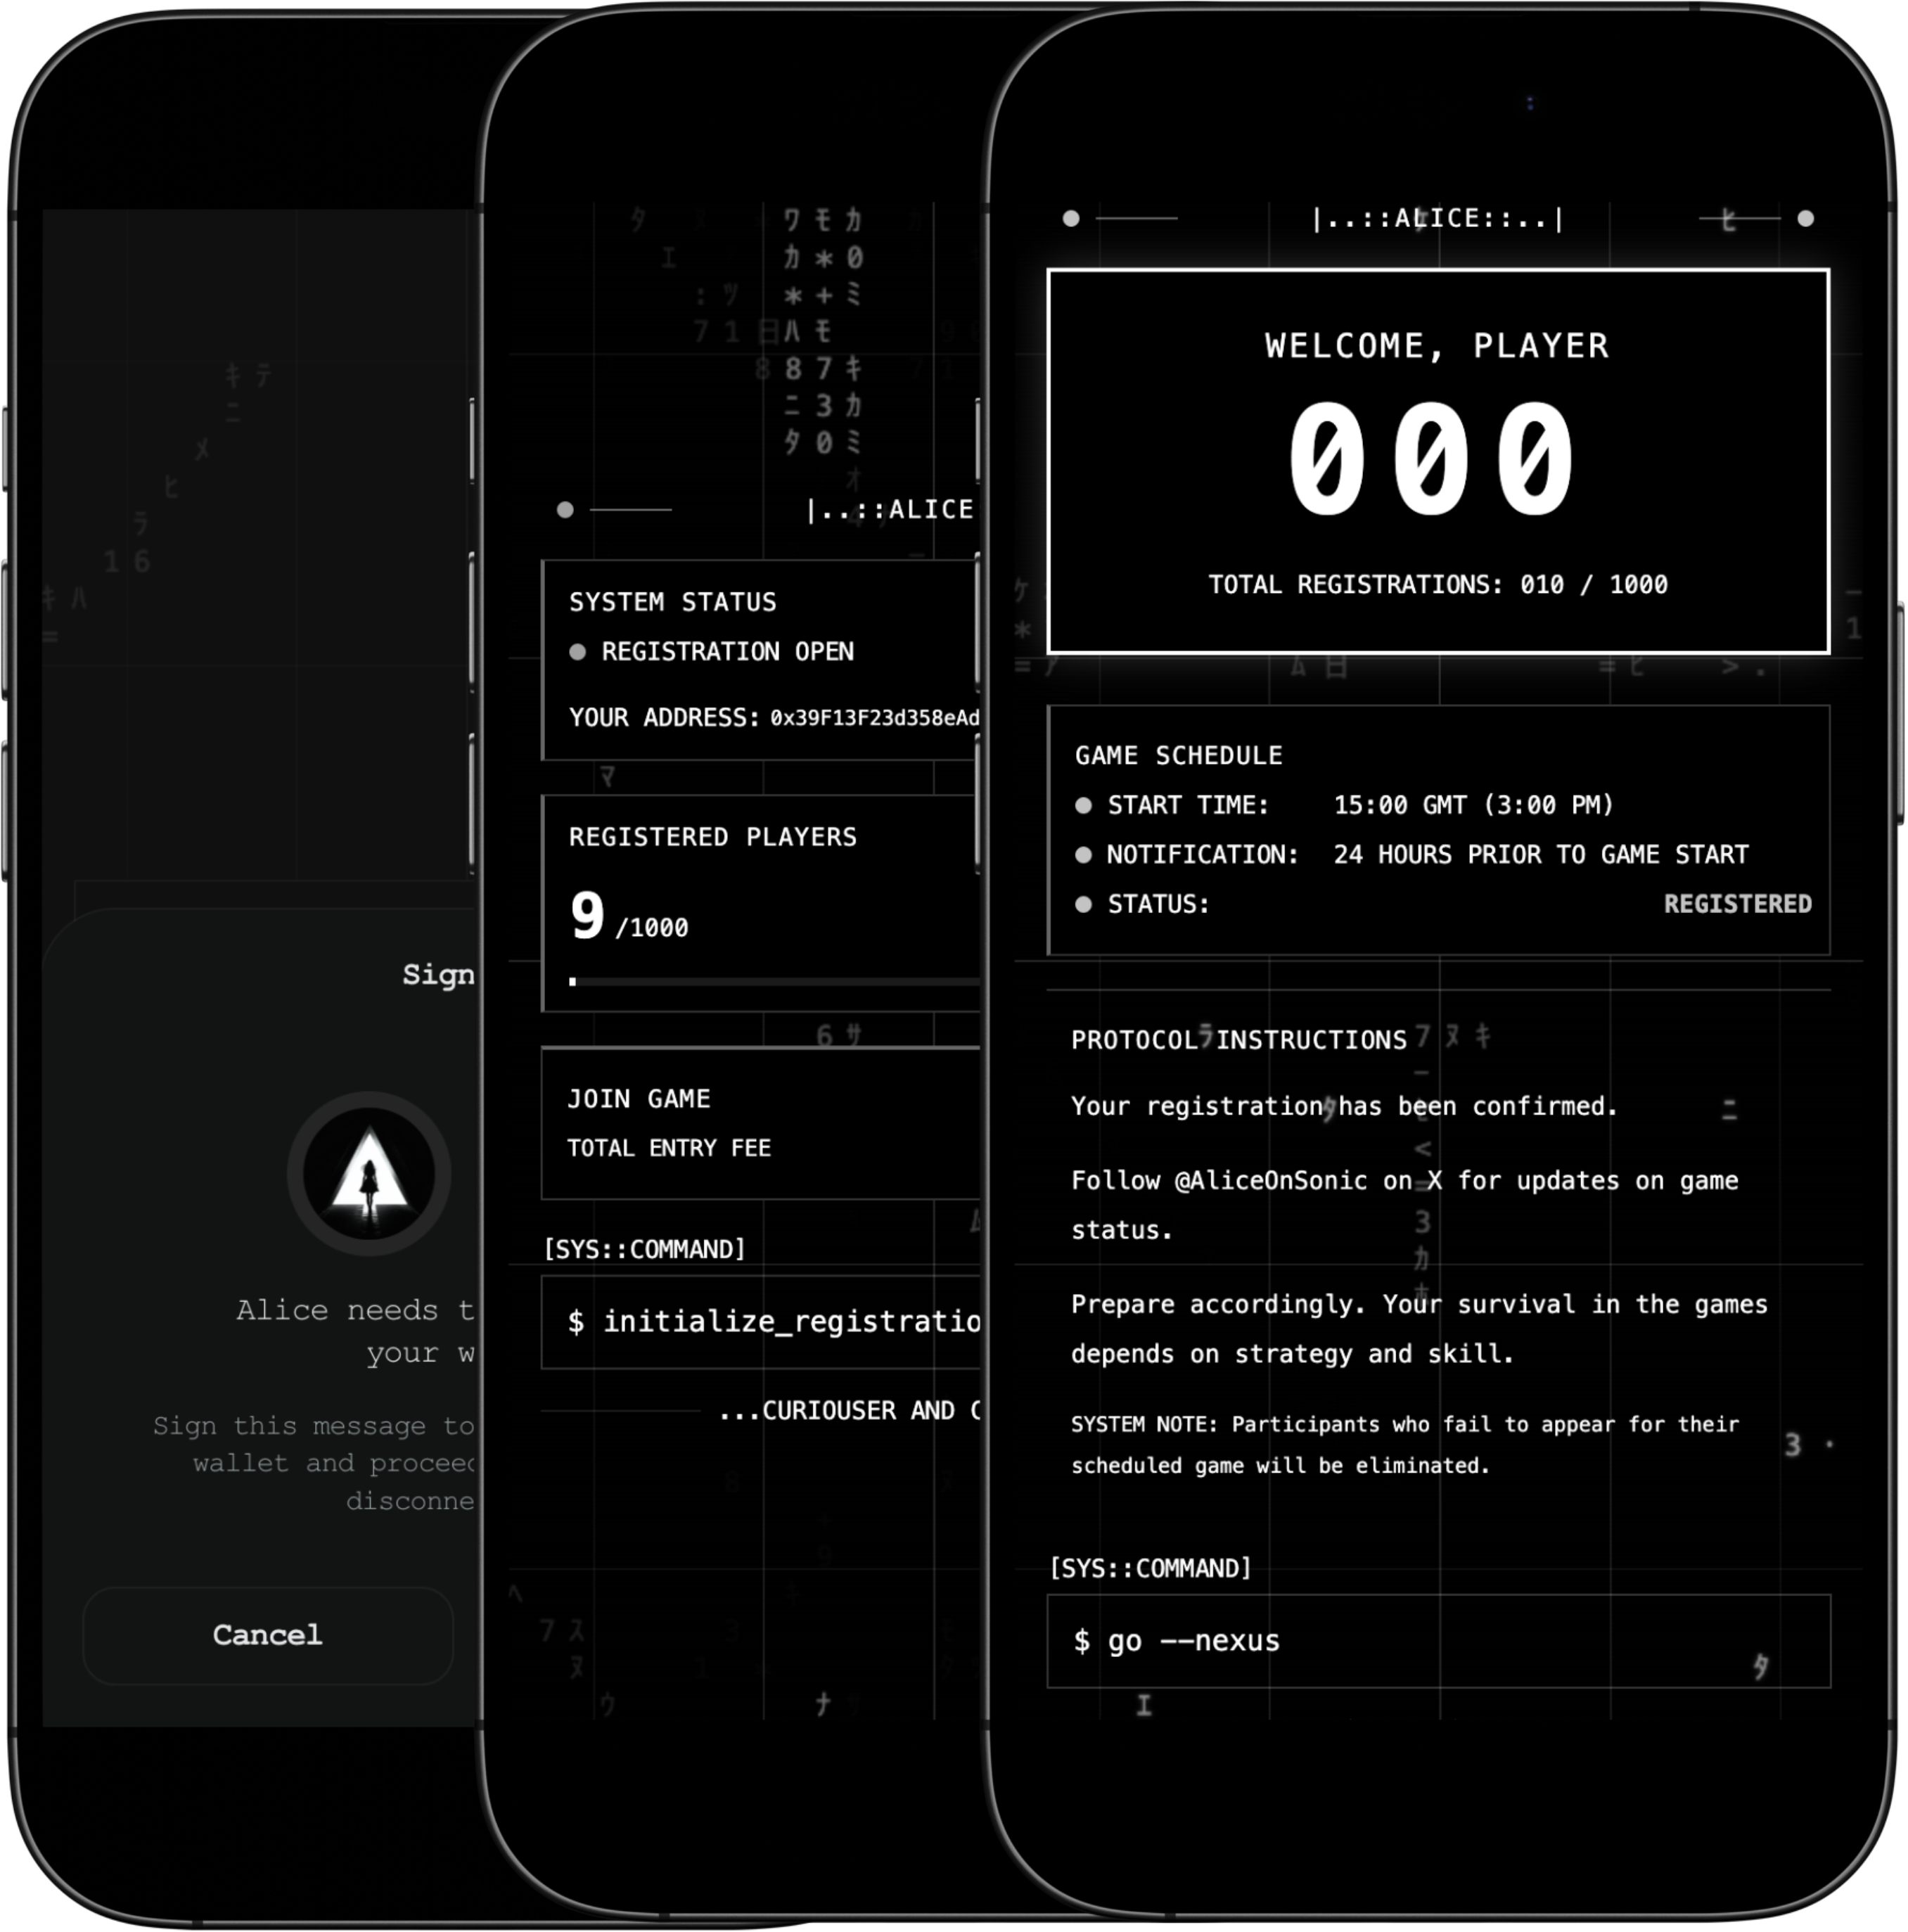 Sign
Alice needs t
your w
Sign this message to
wallet and proceed
disconne
Cancel
|..::ALICE
SYSTEM STATUS
REGISTRATION OPEN
YOUR ADDRESS: 0x39F13F23d358eAd
REGISTERED PLAYERS
9 /1000
JOIN GAME
TOTAL ENTRY FEE
[SYS::COMMAND]
$ initialize_registratio
...CURIOUSER AND C
|..::ALICE::..|
WELCOME, PLAYER
000
TOTAL REGISTRATIONS: 010 / 1000
GAME SCHEDULE
START TIME: 15:00 GMT (3:00 PM)
NOTIFICATION: 24 HOURS PRIOR TO GAME START
STATUS: REGISTERED
PROTOCOL INSTRUCTIONS
Your registration has been confirmed.
Follow @AliceOnSonic on X for updates on game
status.
Prepare accordingly. Your survival in the games
depends on strategy and skill.
SYSTEM NOTE: Participants who fail to appear for their
scheduled game will be eliminated.
[SYS::COMMAND]
$ go --nexus